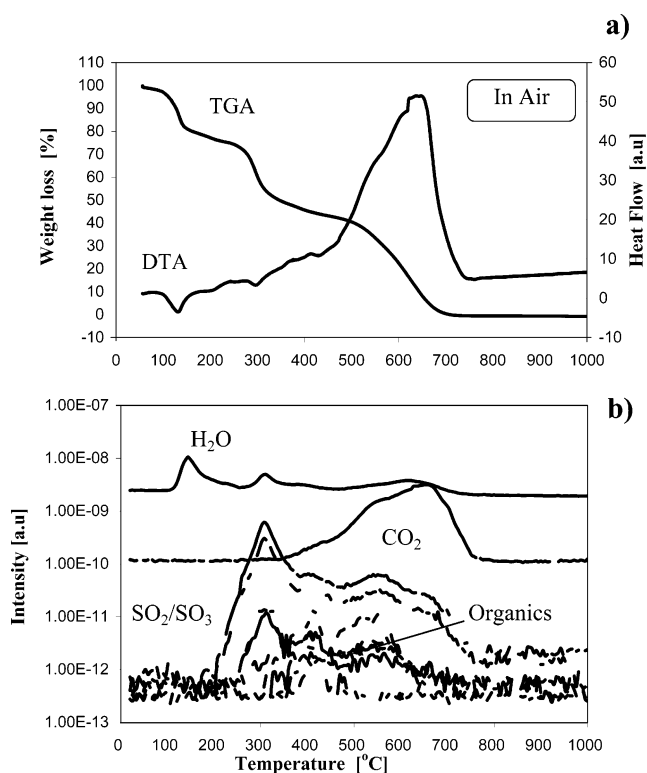 a)
110
100
90
80
70
60
50
40
30
20
10
0
-10
Weight loss [%]
60
50
40
30
20
10
0
-10
Heat Flow [a.u]
TGA
In Air
DTA
0 100 200 300 400 500 600 700 800 900 1000
b)
1.00E-07
1.00E-08
1.00E-09
1.00E-10
1.00E-11
1.00E-12
1.00E-13
Intensity [a.u]
H₂O
CO₂
SO₂/SO₃
Organics
0 100 200 300 400 500 600 700 800 900 1000
Temperature [°C]